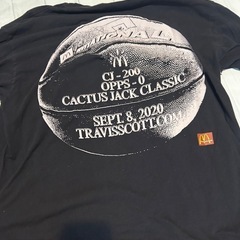 CJ - 200
OPPS - 0
CACTUS JACK CLASSIC
SEPT. 8, 2020
TRAVISSCOTT.COM